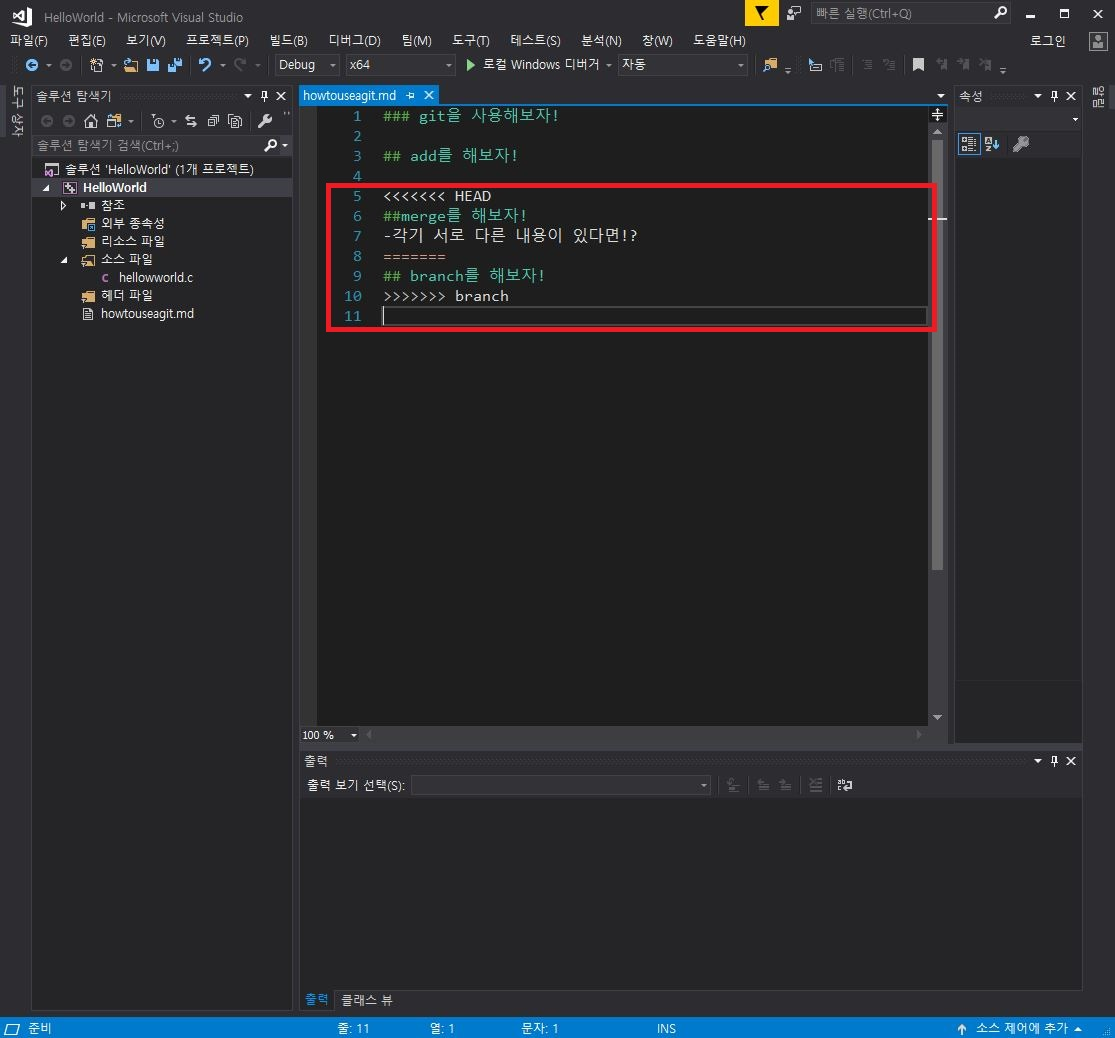 HelloWorld - Microsoft Visual Studio
빠른 실행(Ctrl+Q)
파일(F) 편집(E) 보기(V) 프로젝트(P) 빌드(B) 디버그(D) 팀(M) 도구(T) 테스트(S) 분석(N) 창(W) 도움말(H) 로그인
Debug x64 로컬 Windows 디버거 자동
도구 상자
솔루션 탐색기
솔루션 탐색기 검색(Ctrl+;)
솔루션 'HelloWorld' (1개 프로젝트)
HelloWorld
참조
외부 종속성
리소스 파일
소스 파일
hellowworld.c
헤더 파일
howtouseagit.md
howtouseagit.md
1 ### git을 사용해보자!
2
3 ## add를 해보자!
4
5 <<<<<<< HEAD
6 ##merge를 해보자!
7 -각기 서로 다른 내용이 있다면!?
8 =======
9 ## branch를 해보자!
10 >>>>>>> branch
11
100 %
속성
알림
출력
출력 보기 선택(S):
출력 클래스 뷰
준비 줄: 11 열: 1 문자: 1 INS 소스 제어에 추가